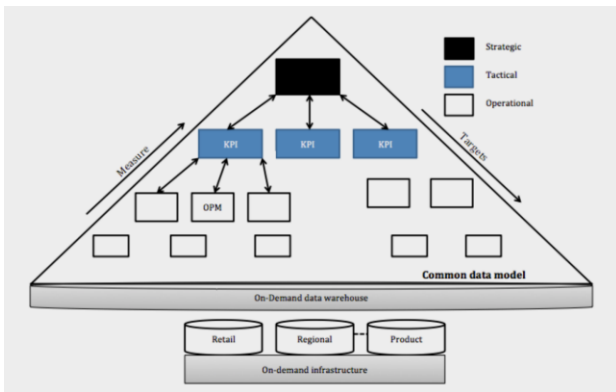 Strategic
Tactical
Operational
Measure
Targets
KPI
KPI
KPI
OPM
Common data model
On-Demand data warehouse
Retail
Regional
Product
On-demand infrastructure